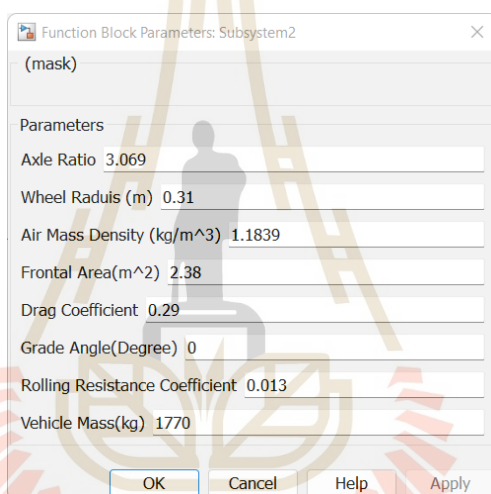 Function Block Parameters: Subsystem2
(mask)
Parameters
Axle Ratio 3.069
Wheel Raduis (m) 0.31
Air Mass Density (kg/m^3) 1.1839
Frontal Area(m^2) 2.38
Drag Coefficient 0.29
Grade Angle(Degree) 0
Rolling Resistance Coefficient 0.013
Vehicle Mass(kg) 1770
OK Cancel Help Apply